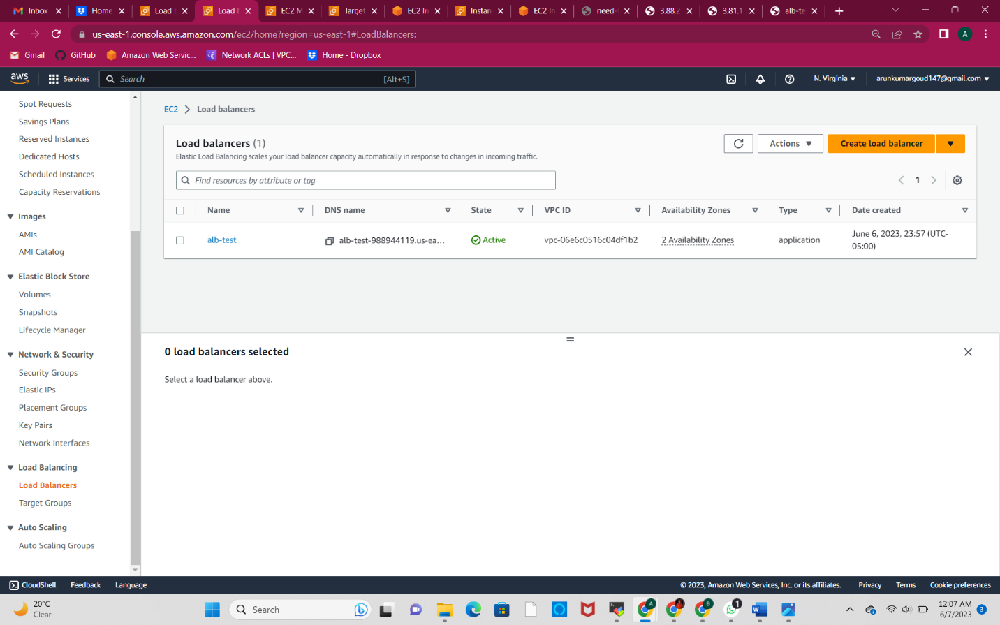 Inbox
Home
Load
Load
EC2 M
Target
EC2 In
Instan
EC2 In
need-
3.88.2
3.81.1
alb-te
us-east-1.console.aws.amazon.com/ec2/home?region=us-east-1#LoadBalancers:
A
Gmail
GitHub
Amazon Web Servic...
Network ACLs | VPC...
Home - Dropbox
aws
Services
Search
[Alt+S]
N. Virginia
arunkumargoud147@gmail.com
Spot Requests
Savings Plans
Reserved Instances
Dedicated Hosts
Scheduled Instances
Capacity Reservations
Images
AMIs
AMI Catalog
Elastic Block Store
Volumes
Snapshots
Lifecycle Manager
Network & Security
Security Groups
Elastic IPs
Placement Groups
Key Pairs
Network Interfaces
Load Balancing
Load Balancers
Target Groups
Auto Scaling
Auto Scaling Groups
EC2 > Load balancers
Load balancers (1)
Elastic Load Balancing scales your load balancer capacity automatically in response to changes in incoming traffic.
Actions
Create load balancer
Find resources by attribute or tag
1
Name DNS name State VPC ID Availability Zones Type Date created
alb-test alb-test-988944119.us-ea... Active vpc-06e6c0516c04df1b2 2 Availability Zones application June 6, 2023, 23:57 (UTC-
05:00)
0 load balancers selected
Select a load balancer above.
CloudShell
Feedback
Language
© 2023, Amazon Web Services, Inc. or its affiliates.
Privacy
Terms
Cookie preferences
20°C
Clear
Search
A
B
1
W
12:07 AM
6/7/2023
3